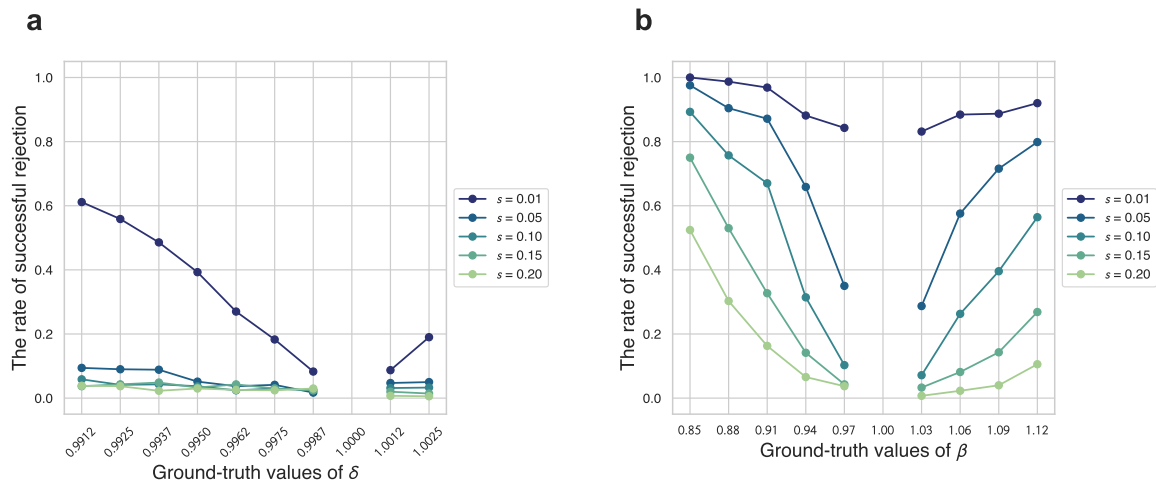 a
The rate of successful rejection
1.0
0.8
0.6
0.4
0.2
0.0
0.9912
0.9925
0.9937
0.9950
0.9962
0.9975
0.9987
1.0000
1.0012
1.0025
Ground-truth values of δ
s = 0.01
s = 0.05
s = 0.10
s = 0.15
s = 0.20
b
The rate of successful rejection
1.0
0.8
0.6
0.4
0.2
0.0
0.85 0.88 0.91 0.94 0.97 1.00 1.03 1.06 1.09 1.12
Ground-truth values of β
s = 0.01
s = 0.05
s = 0.10
s = 0.15
s = 0.20